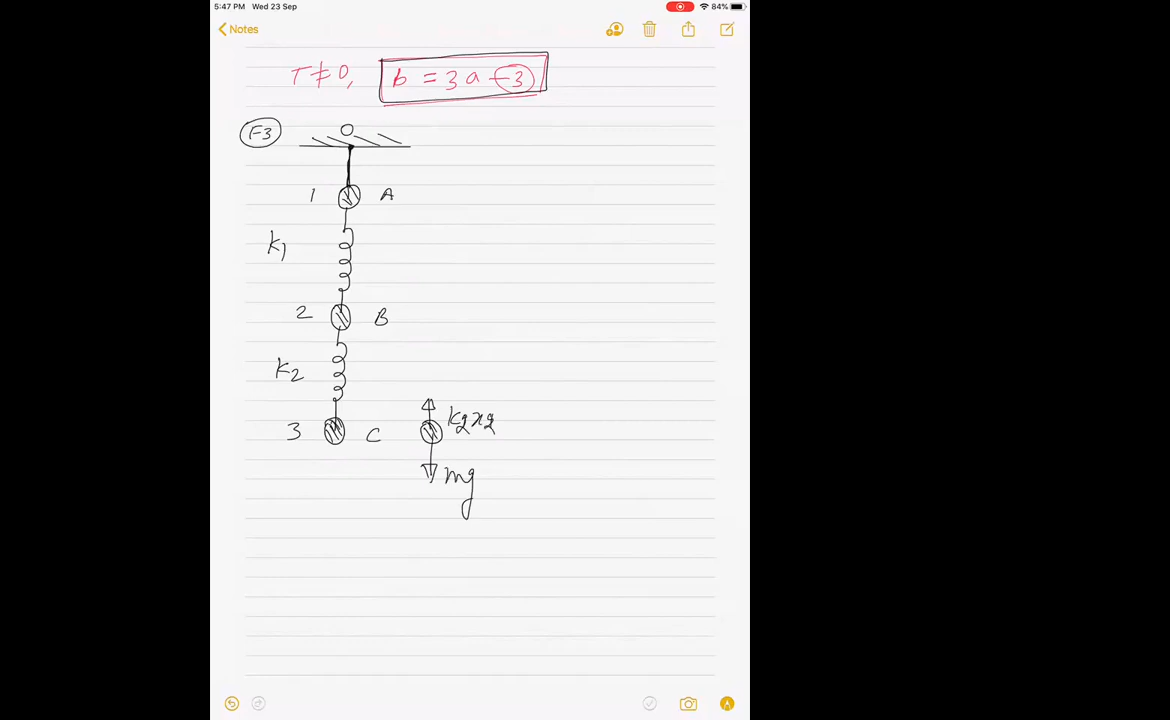 5:47 PM Wed 23 Sep 84%
Notes
T ≠ 0, b = 3a - 3
F3
O
1 A
k1
2 B
k2
3 C k2x2
mg